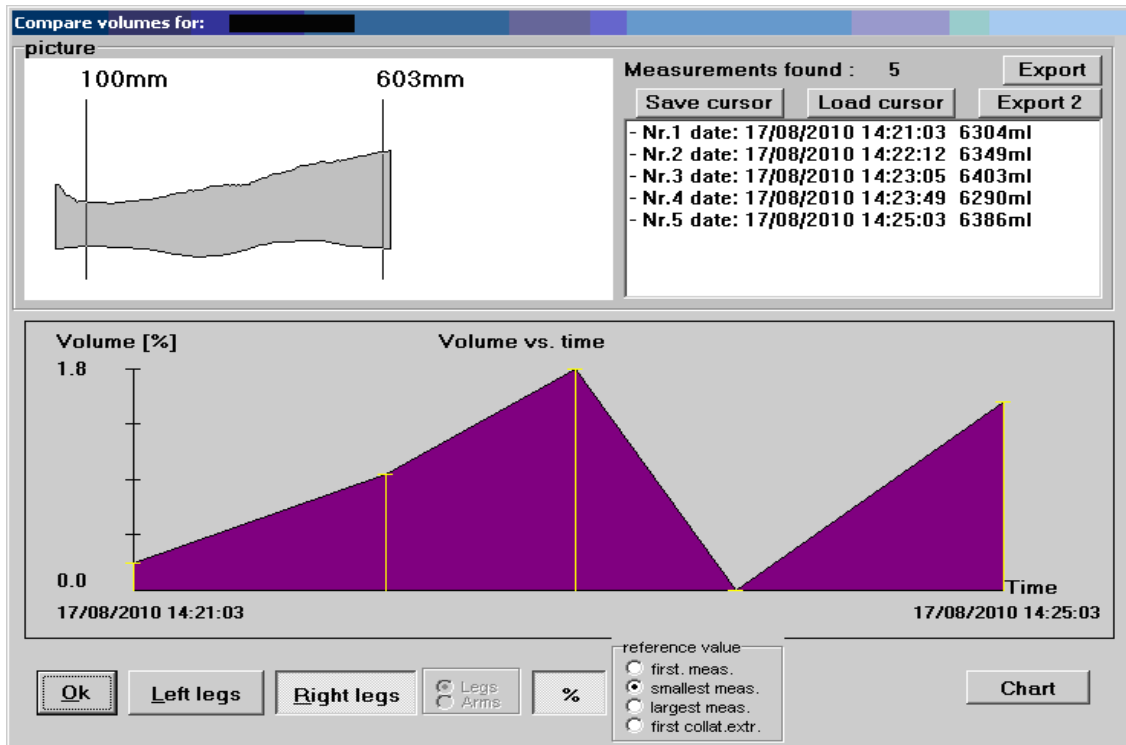 Compare volumes for:
picture
100mm 603mm
Measurements found : 5 Export
Save cursor Load cursor Export 2
- Nr.1 date: 17/08/2010 14:21:03 6304ml
- Nr.2 date: 17/08/2010 14:22:12 6349ml
- Nr.3 date: 17/08/2010 14:23:05 6403ml
- Nr.4 date: 17/08/2010 14:23:49 6290ml
- Nr.5 date: 17/08/2010 14:25:03 6386ml
Volume [%] Volume vs. time
1.8
0.0
Time
17/08/2010 14:21:03 17/08/2010 14:25:03
Ok Left legs Right legs
Legs
Arms
%
reference value
first. meas.
smallest meas.
largest meas.
first collat.extr.
Chart